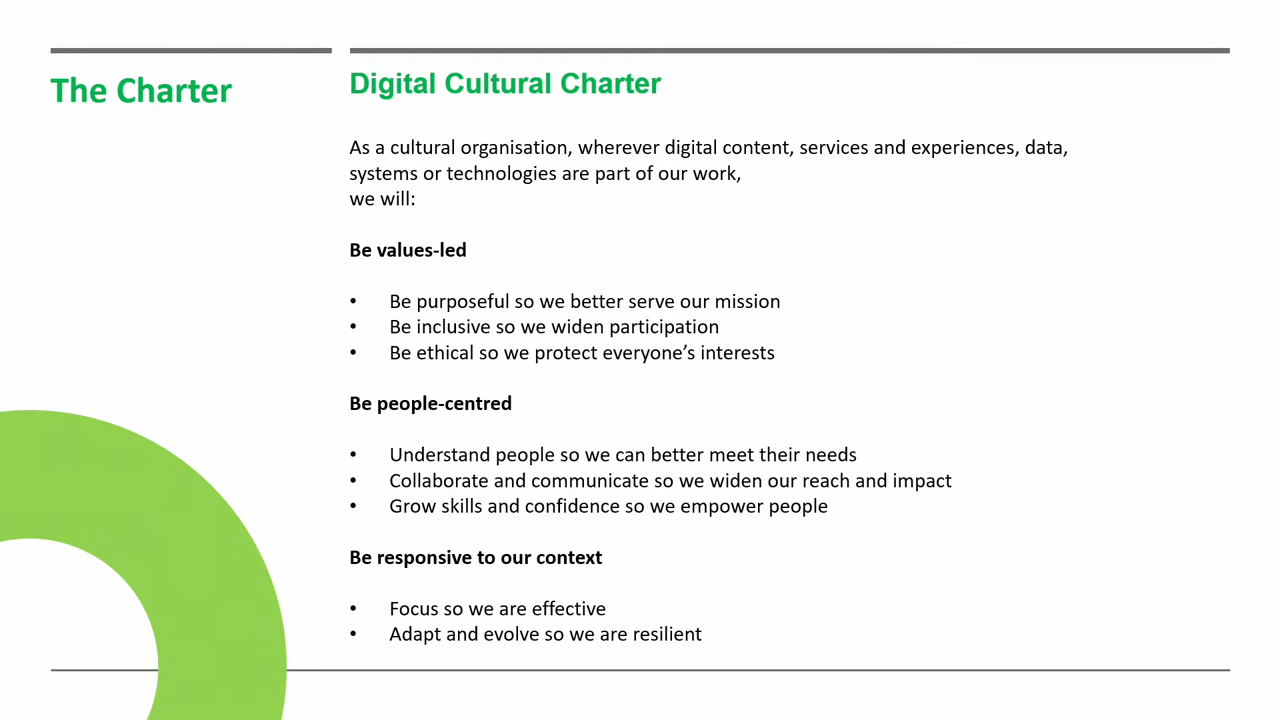 The Charter
Digital Cultural Charter
As a cultural organisation, wherever digital content, services and experiences, data,
systems or technologies are part of our work,
we will:
Be values-led
• Be purposeful so we better serve our mission
• Be inclusive so we widen participation
• Be ethical so we protect everyone’s interests
Be people-centred
• Understand people so we can better meet their needs
• Collaborate and communicate so we widen our reach and impact
• Grow skills and confidence so we empower people
Be responsive to our context
• Focus so we are effective
• Adapt and evolve so we are resilient